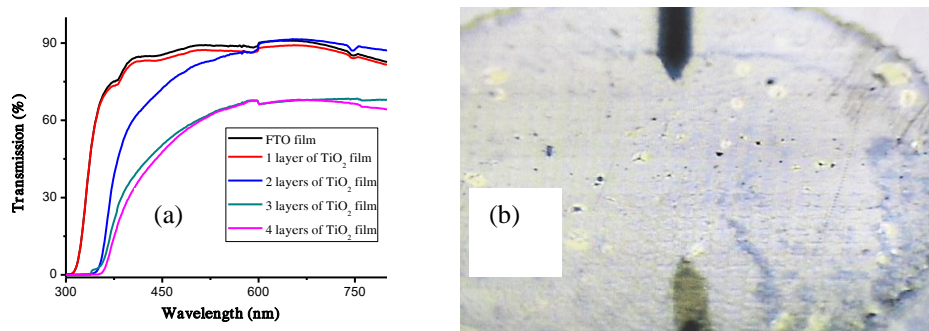 90
60
30
0
Transmission (%)
FTO film
1 layer of TiO2 film
2 layers of TiO2 film
3 layers of TiO2 film
4 layers of TiO2 film
(a)
300 450 600 750
Wavelength (nm)
(b)